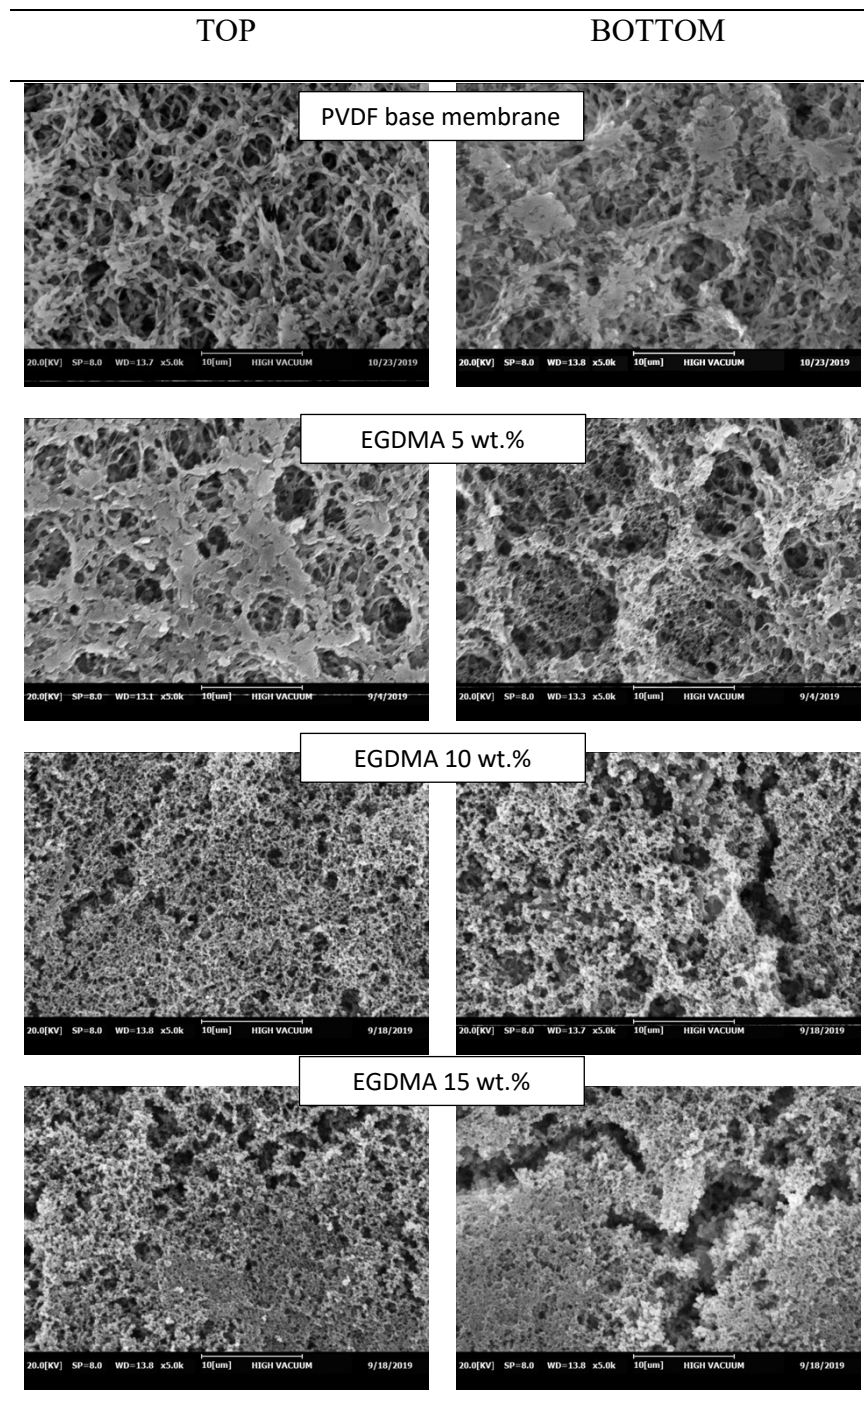 TOP BOTTOM
PVDF base membrane
20.0[KV] SP=8.0 WD=13.7 x5.0k 10[um] HIGH VACUUM 10/23/2019
20.0[KV] SP=8.0 WD=13.8 x5.0k 10[um] HIGH VACUUM 10/23/2019
EGDMA 5 wt.%
20.0[KV] SP=8.0 WD=13.1 x5.0k 10[um] HIGH VACUUM 9/4/2019
20.0[KV] SP=8.0 WD=13.3 x5.0k 10[um] HIGH VACUUM 9/4/2019
EGDMA 10 wt.%
20.0[KV] SP=8.0 WD=13.8 x5.0k 10[um] HIGH VACUUM 9/18/2019
20.0[KV] SP=8.0 WD=13.7 x5.0k 10[um] HIGH VACUUM 9/18/2019
EGDMA 15 wt.%
20.0[KV] SP=8.0 WD=13.8 x5.0k 10[um] HIGH VACUUM 9/18/2019
20.0[KV] SP=8.0 WD=13.8 x5.0k 10[um] HIGH VACUUM 9/18/2019